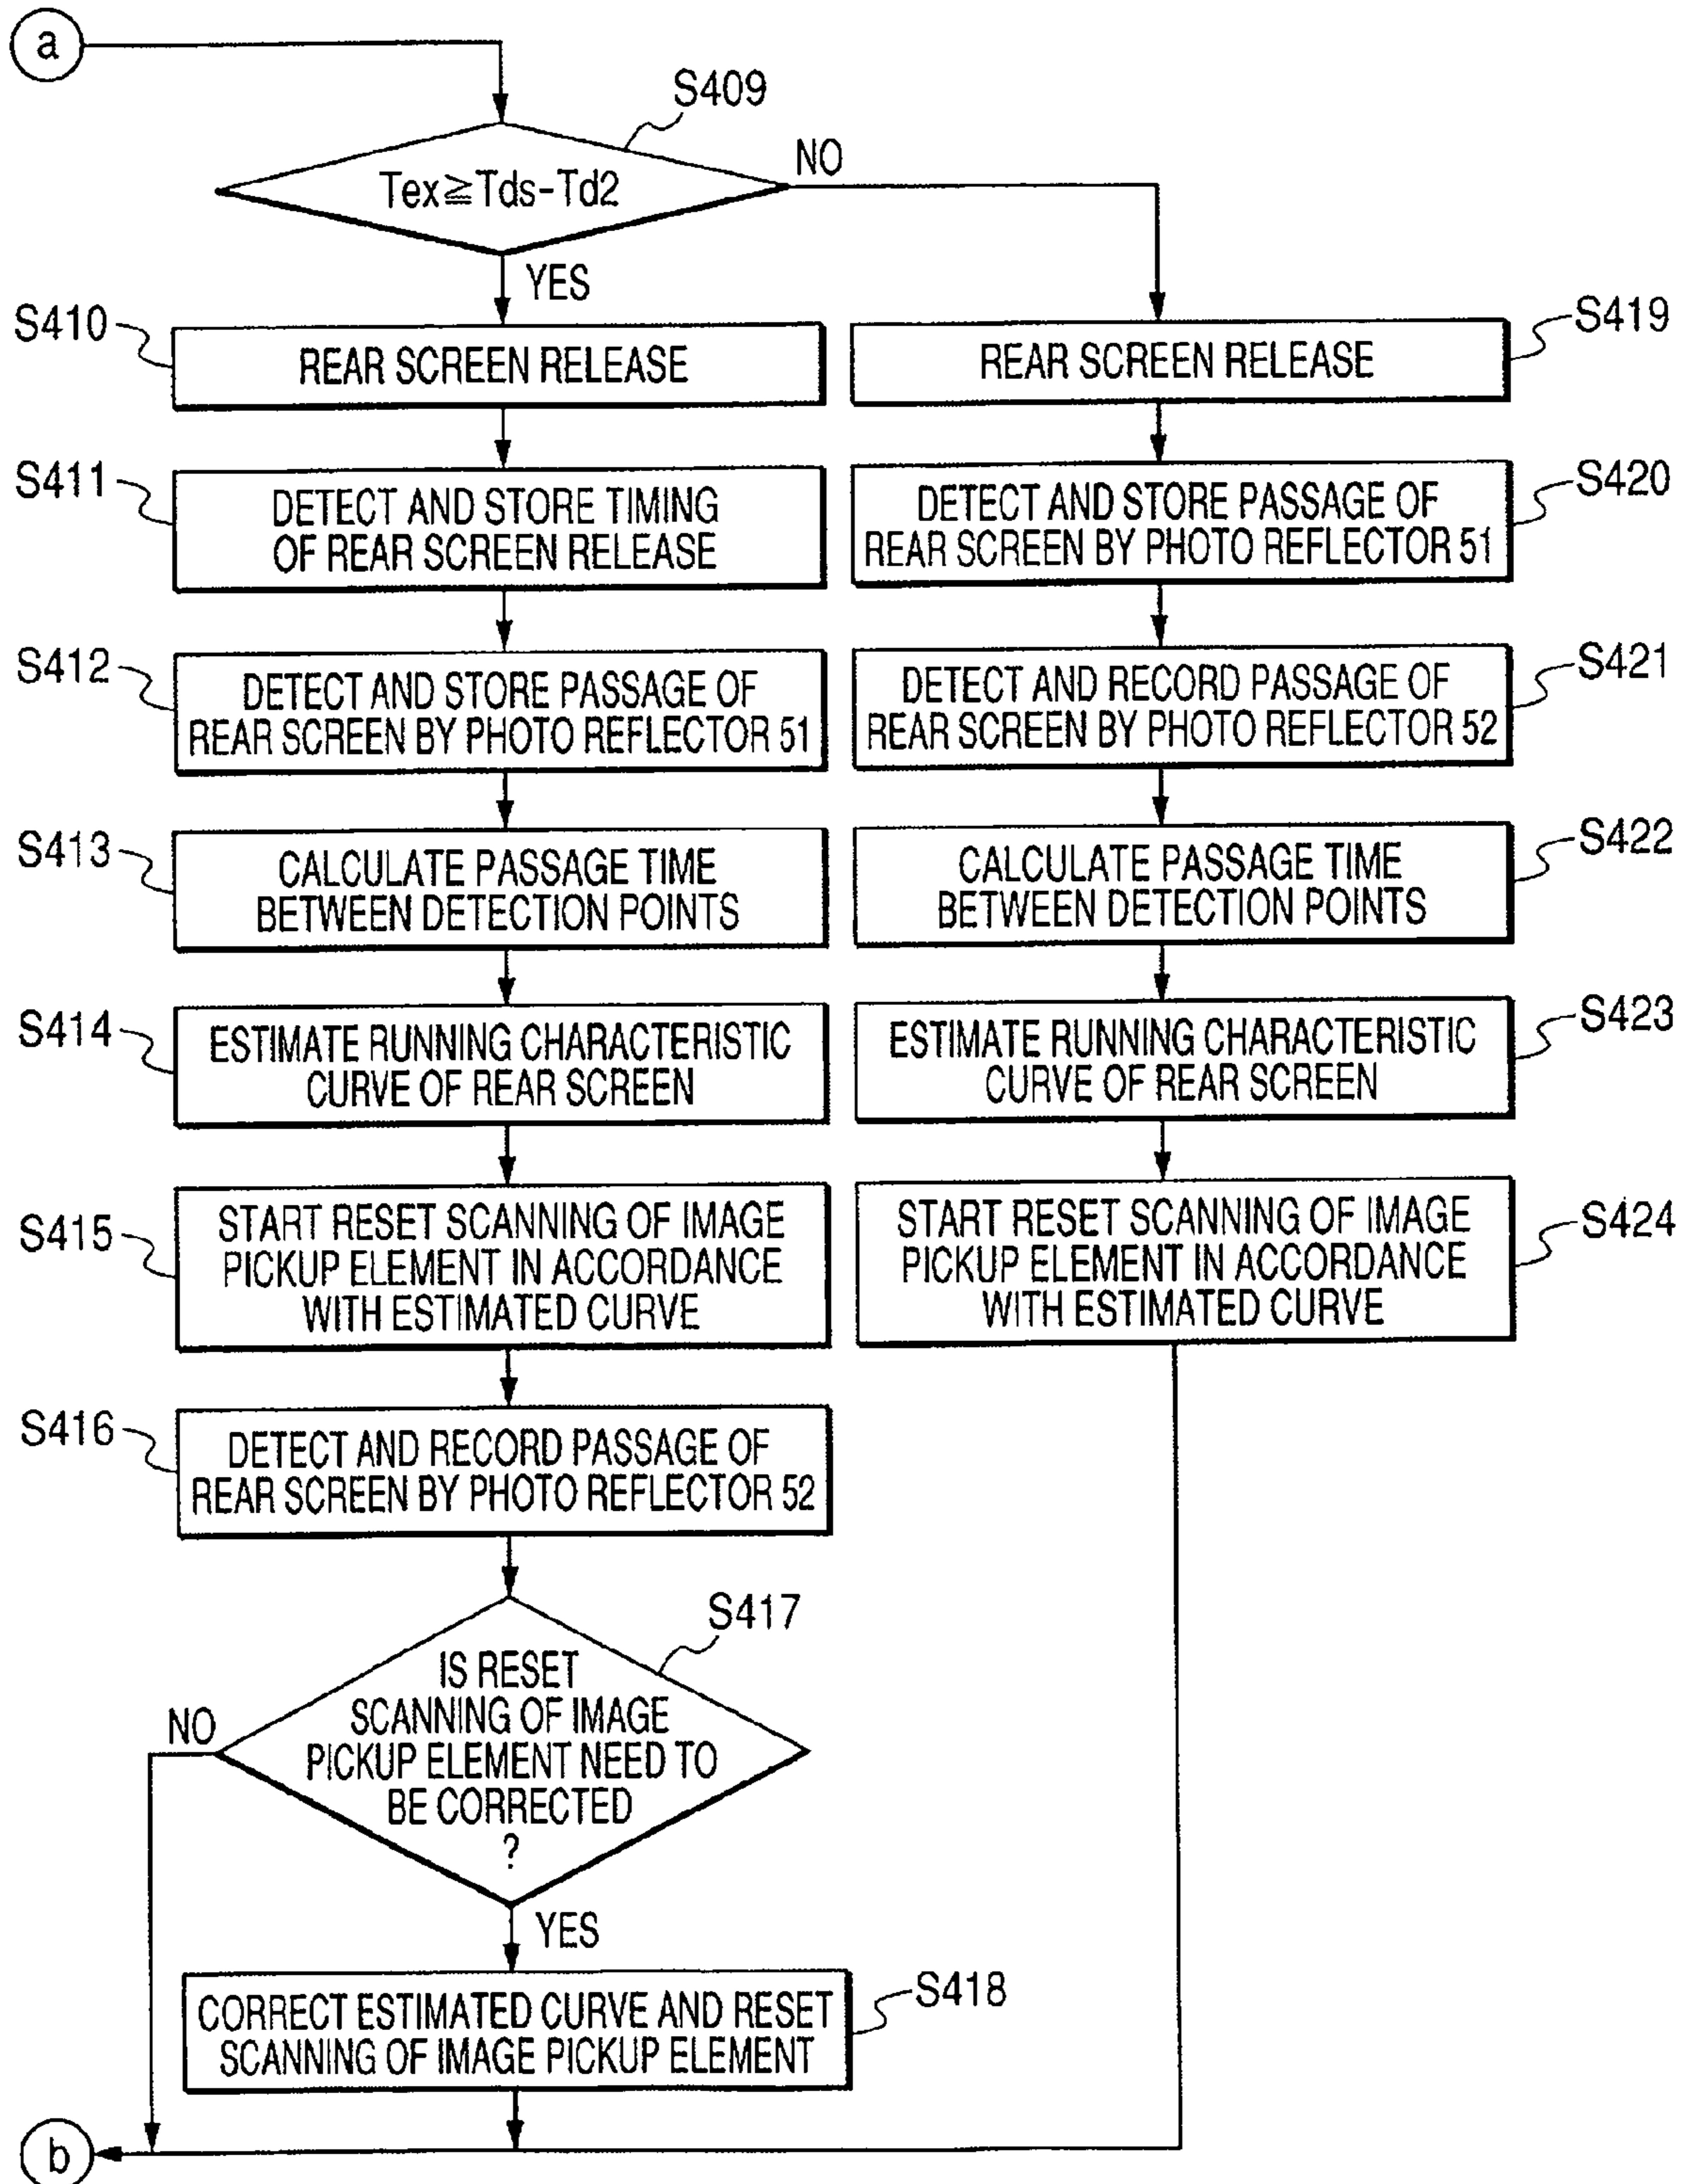 a
S409
Tex≧Tds-Td2
NO
YES
S410
REAR SCREEN RELEASE
S411
DETECT AND STORE TIMING
OF REAR SCREEN RELEASE
S412
DETECT AND STORE PASSAGE OF
REAR SCREEN BY PHOTO REFLECTOR 51
S413
CALCULATE PASSAGE TIME
BETWEEN DETECTION POINTS
S414
ESTIMATE RUNNING CHARACTERISTIC
CURVE OF REAR SCREEN
S415
START RESET SCANNING OF IMAGE
PICKUP ELEMENT IN ACCORDANCE
WITH ESTIMATED CURVE
S416
DETECT AND RECORD PASSAGE OF
REAR SCREEN BY PHOTO REFLECTOR 52
S417
IS RESET
SCANNING OF IMAGE
PICKUP ELEMENT NEED TO
BE CORRECTED
?
NO
YES
S418
CORRECT ESTIMATED CURVE AND RESET
SCANNING OF IMAGE PICKUP ELEMENT
S419
REAR SCREEN RELEASE
S420
DETECT AND STORE PASSAGE OF
REAR SCREEN BY PHOTO REFLECTOR 51
S421
DETECT AND RECORD PASSAGE OF
REAR SCREEN BY PHOTO REFLECTOR 52
S422
CALCULATE PASSAGE TIME
BETWEEN DETECTION POINTS
S423
ESTIMATE RUNNING CHARACTERISTIC
CURVE OF REAR SCREEN
S424
START RESET SCANNING OF IMAGE
PICKUP ELEMENT IN ACCORDANCE
WITH ESTIMATED CURVE
b